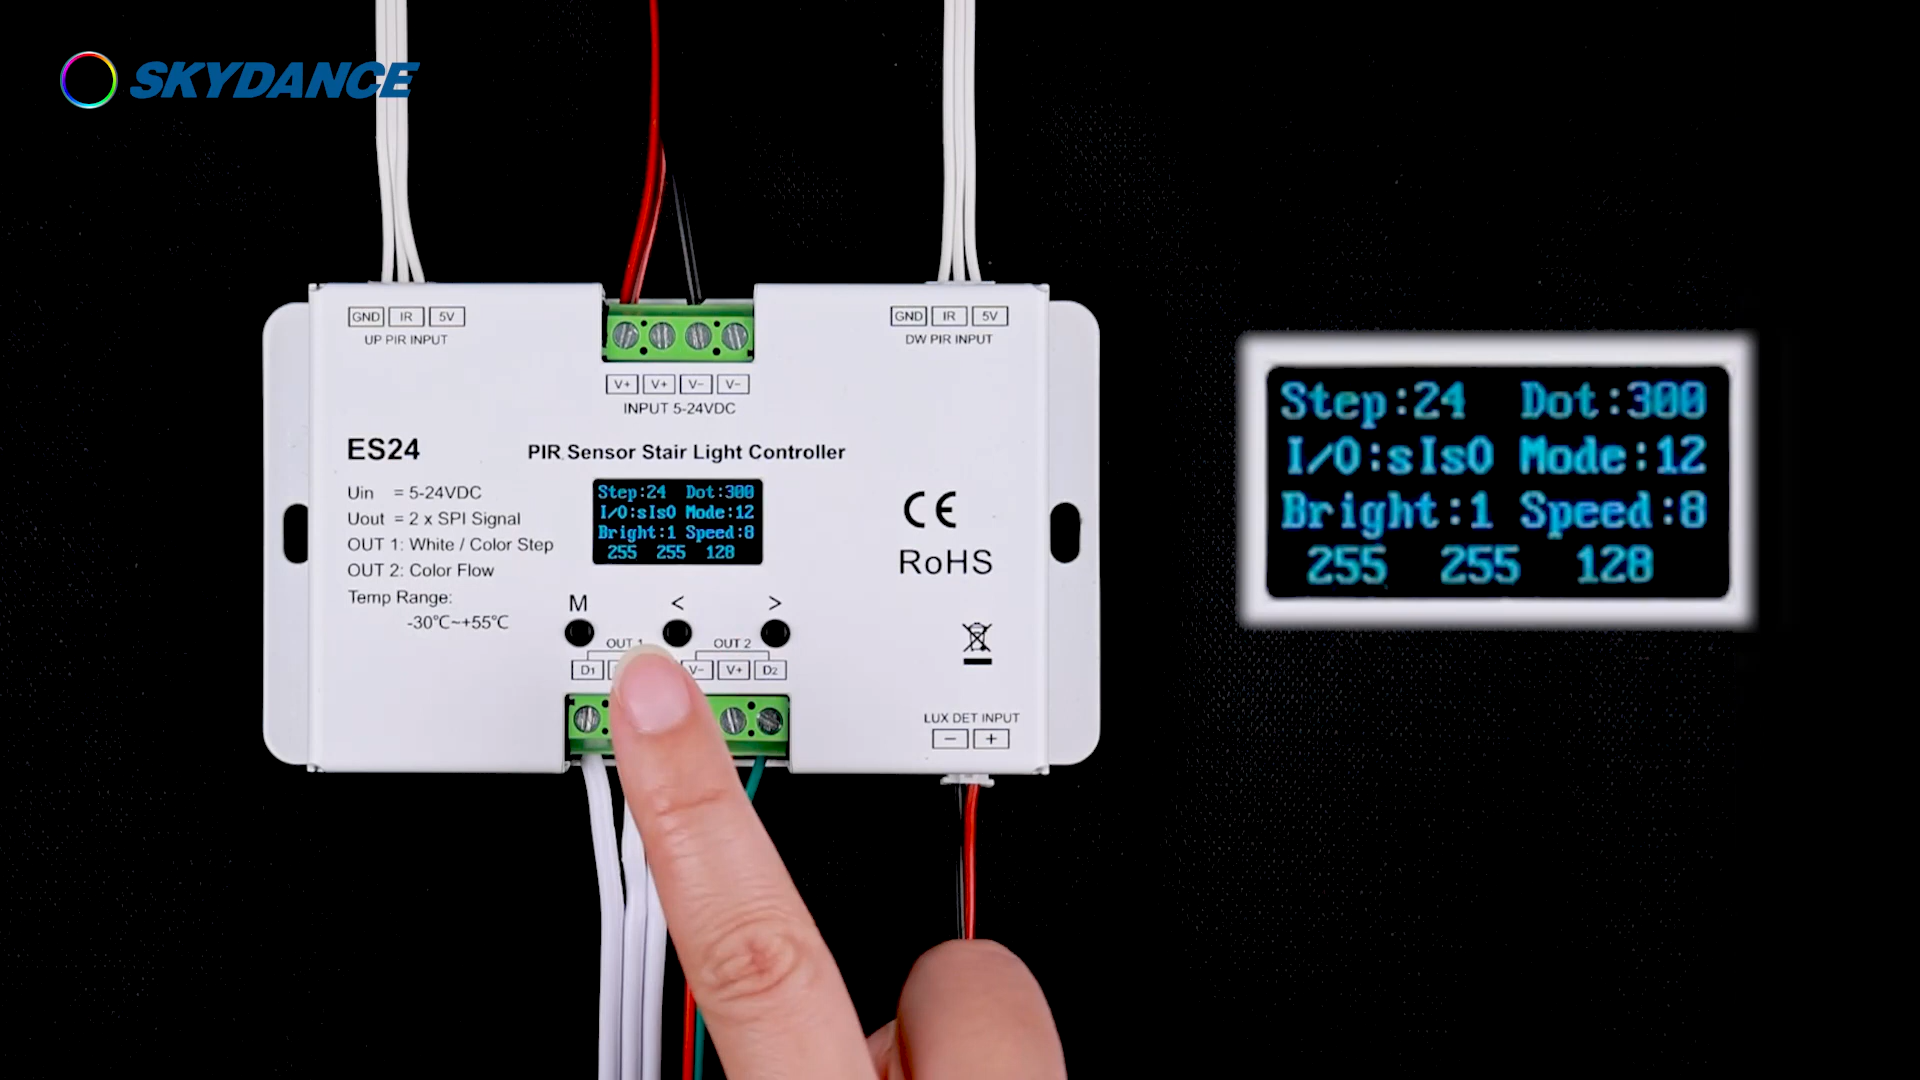 SKYDANCE
GND IR 5V
UP PIR INPUT
V+ V+ V- V-
INPUT 5-24VDC
GND IR 5V
DW PIR INPUT
ES24
PIR Sensor Stair Light Controller
Uin = 5-24VDC
Uout = 2 x SPI Signal
OUT 1: White / Color Step
OUT 2: Color Flow
Temp Range:
-30℃~+55℃
Step:24 Dot:300
I/O:sIsO Mode:12
Bright:1 Speed:8
255 255 128
CE
RoHS
M < >
OUT 1 OUT 2
D1 V- V+ D2
LUX DET INPUT
- +
Step:24 Dot:300
I/O:sIsO Mode:12
Bright:1 Speed:8
255 255 128